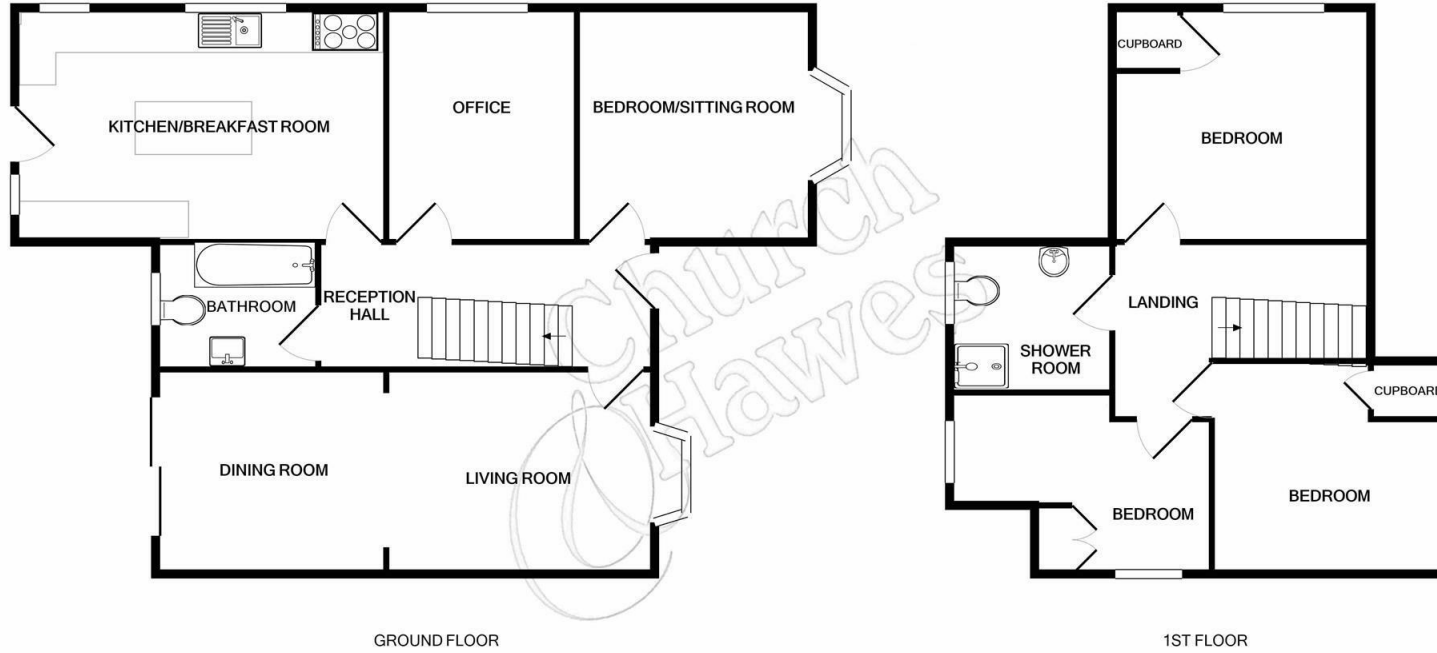 KITCHEN/BREAKFAST ROOM
OFFICE
BEDROOM/SITTING ROOM
BATHROOM
RECEPTION
HALL
DINING ROOM
LIVING ROOM
GROUND FLOOR
CUPBOARD
BEDROOM
LANDING
SHOWER
ROOM
CUPBOARD
BEDROOM
BEDROOM
1ST FLOOR
Church
& Hawes